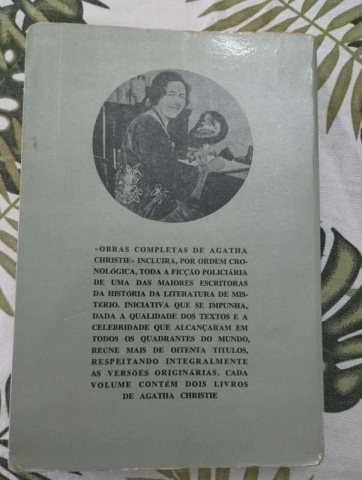 «OBRAS COMPLETAS DE AGATHA
CHRISTIE» INCLUIRÁ, POR ORDEM CRO-
NOLÓGICA, TODA A FICÇÃO POLICIÁRIA
DE UMA DAS MAIORES ESCRITORAS
DA HISTÓRIA DA LITERATURA DE MIS-
TÉRIO. INICIATIVA QUE SE IMPUNHA,
DADA A QUALIDADE DOS TEXTOS E A
CELEBRIDADE QUE ALCANÇARAM EM
TODOS OS QUADRANTES DO MUNDO,
REÚNE MAIS DE OITENTA TÍTULOS,
RESPEITANDO INTEGRALMENTE
AS VERSÕES ORIGINÁRIAS. CADA
VOLUME CONTÉM DOIS LIVROS
DE AGATHA CHRISTIE